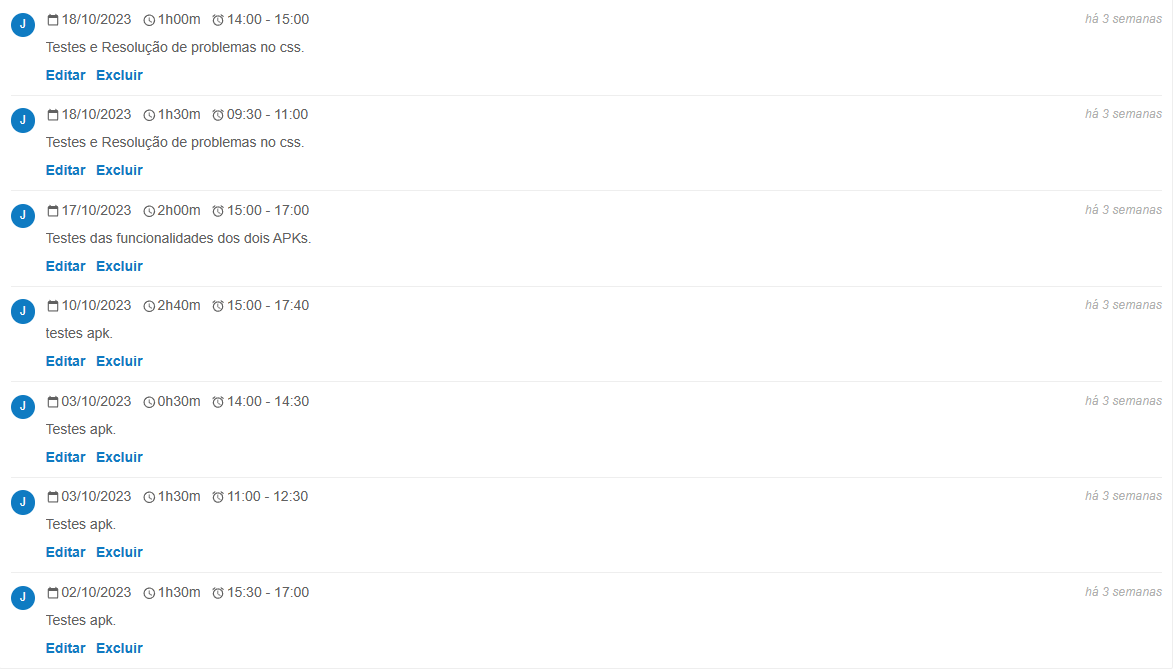 J 18/10/2023 1h00m 14:00 - 15:00 há 3 semanas
Testes e Resolução de problemas no css.
Editar Excluir
J 18/10/2023 1h30m 09:30 - 11:00 há 3 semanas
Testes e Resolução de problemas no css.
Editar Excluir
J 17/10/2023 2h00m 15:00 - 17:00 há 3 semanas
Testes das funcionalidades dos dois APKs.
Editar Excluir
J 10/10/2023 2h40m 15:00 - 17:40 há 3 semanas
testes apk.
Editar Excluir
J 03/10/2023 0h30m 14:00 - 14:30 há 3 semanas
Testes apk.
Editar Excluir
J 03/10/2023 1h30m 11:00 - 12:30 há 3 semanas
Testes apk.
Editar Excluir
J 02/10/2023 1h30m 15:30 - 17:00 há 3 semanas
Testes apk.
Editar Excluir